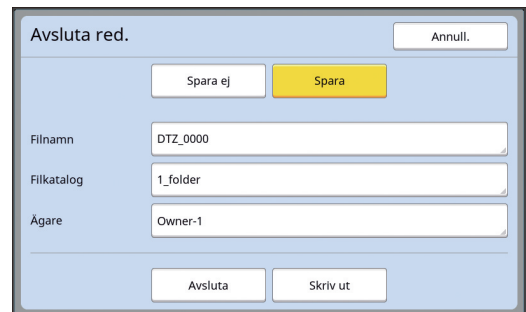 Avsluta red.
Annull.
Spara ej
Spara
Filnamn
DTZ_0000
Filkatalog
1_folder
Ägare
Owner-1
Avsluta
Skriv ut